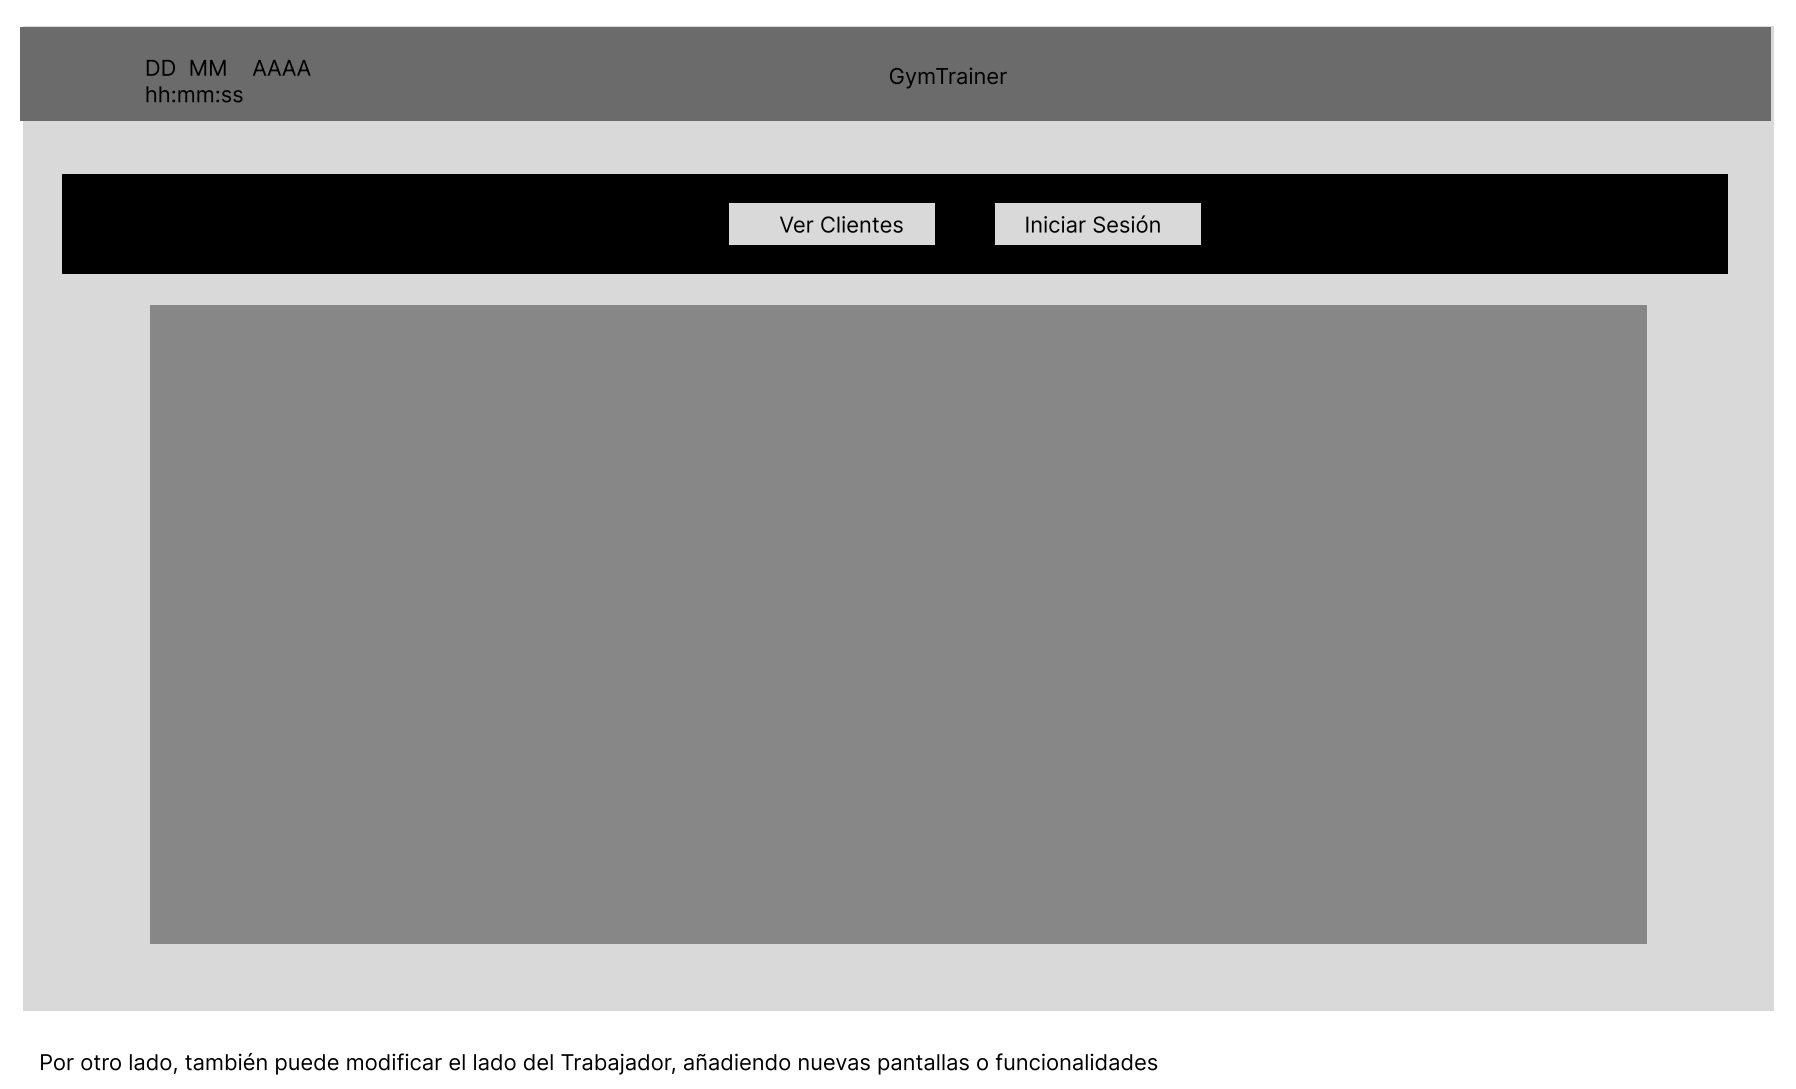 DD MM AAAA
hh:mm:ss
GymTrainer
Ver Clientes
Iniciar Sesión
Por otro lado, también puede modificar el lado del Trabajador, añadiendo nuevas pantallas o funcionalidades